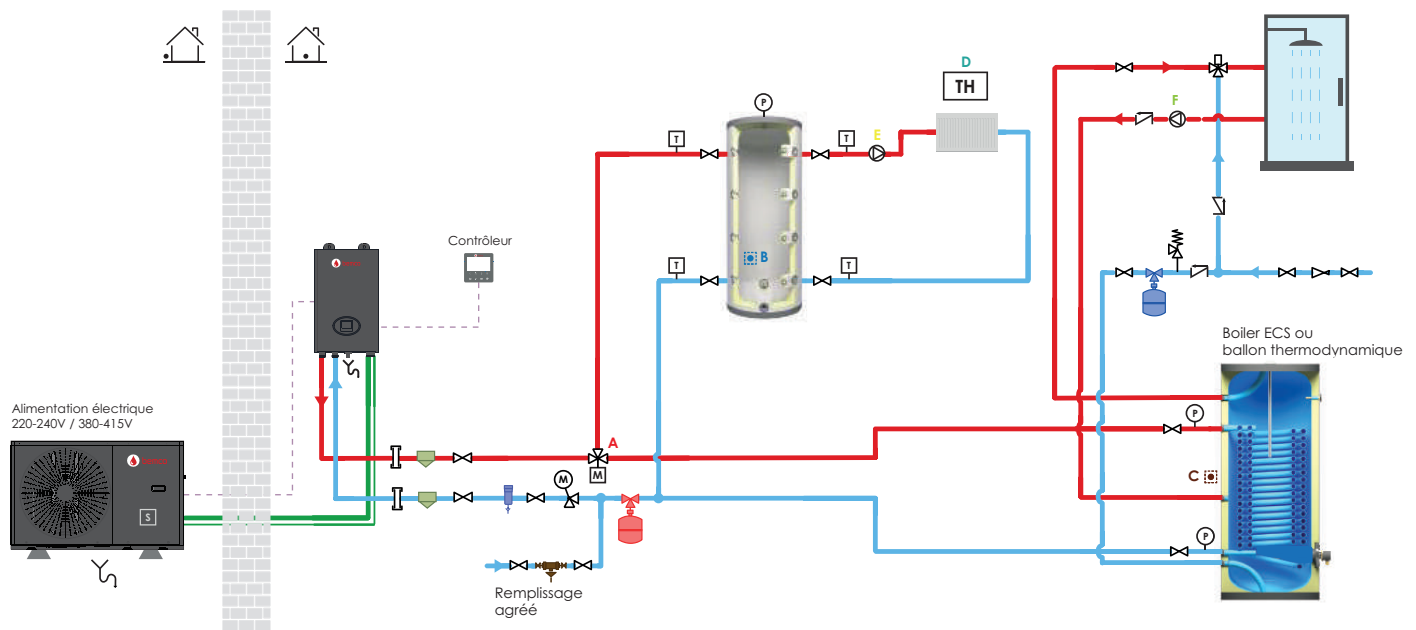 D
TH
P
F
T
T
E
Contrôleur
B
T
T
Boiler ECS ou
ballon thermodynamique
Alimentation électrique
220-240V / 380-415V
P
A
M
C
M
S
P
Remplissage
agréé